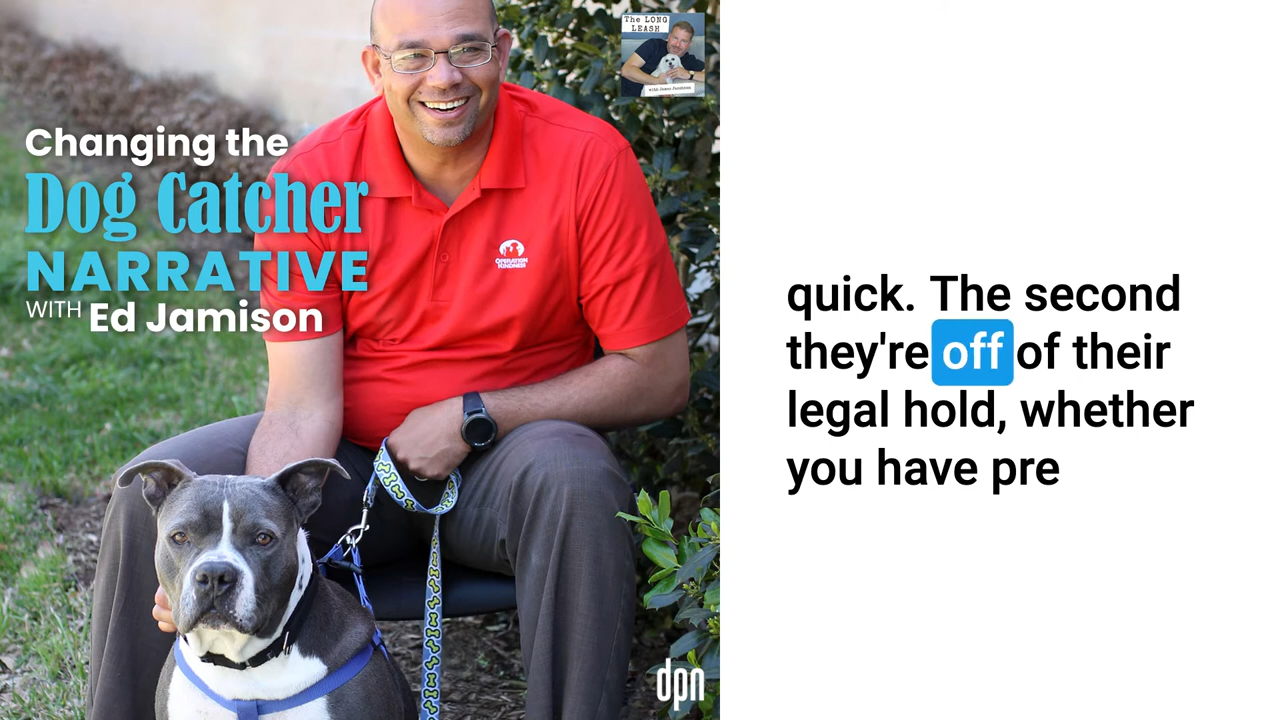 The LONG
LEASH
Changing the
Dog Catcher
NARRATIVE
WITH Ed Jamison
OPERATION
KINDNESS
quick. The second
they're off of their
legal hold, whether
you have pre
dpn